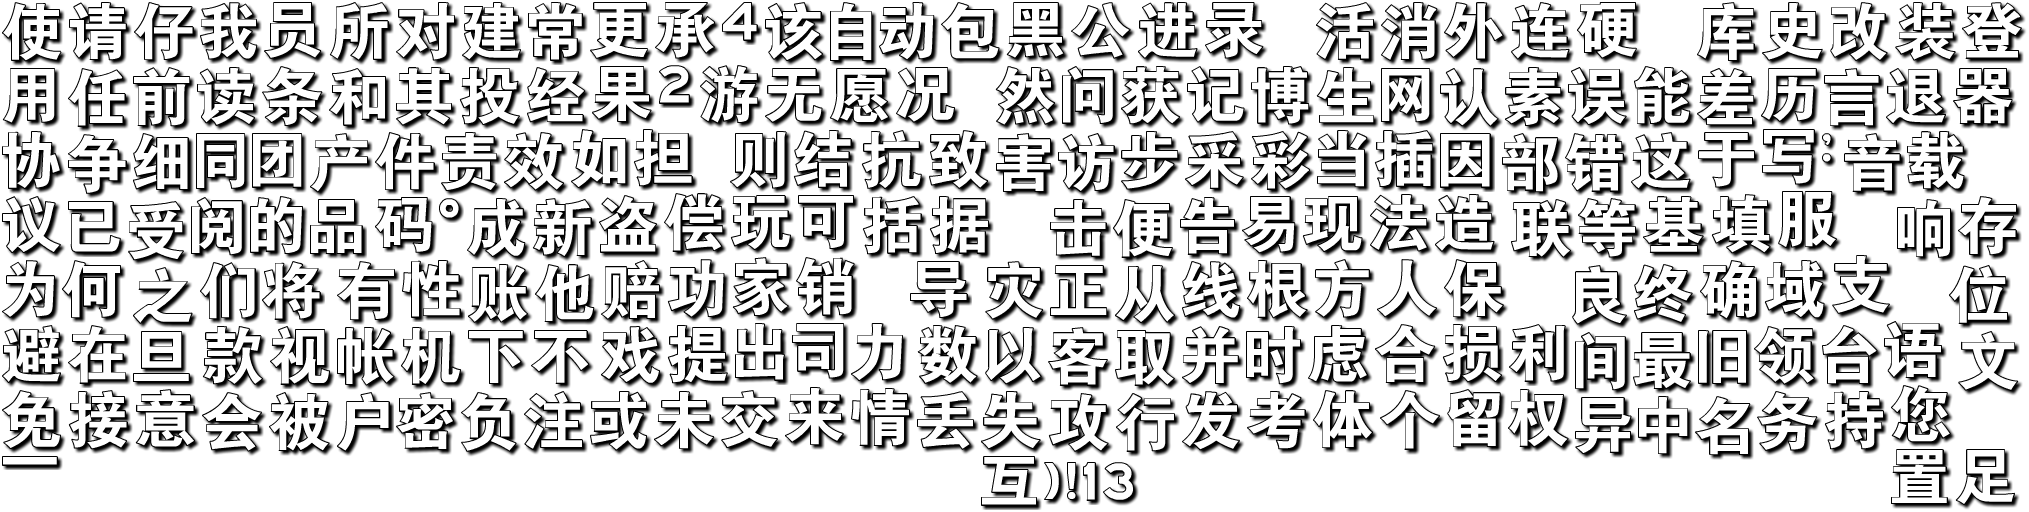 使请仔我员所对建常更承4该自动包黑公进录 活消外连硬 库史改装登
用任前读条和其投经果2游无愿况 然问获记博生网认素误能差历言退器
协争细同团产件责效如担 则结抗致害访步采彩当插因部错这于写;音载
议已受阅的品码°成新盗偿玩可括据 击便告易现法造联等基填服 响存
为何之们将有性账他赔功家销 导灾正从线根方人保 良终确域支 位
避在旦款视帐机下不戏提出司力数以客取并时虑合损利间最旧领台语文
免接意会被户密负注或未交来情丢失攻行发考体个留权异中名务持您
一 互)!13 置足